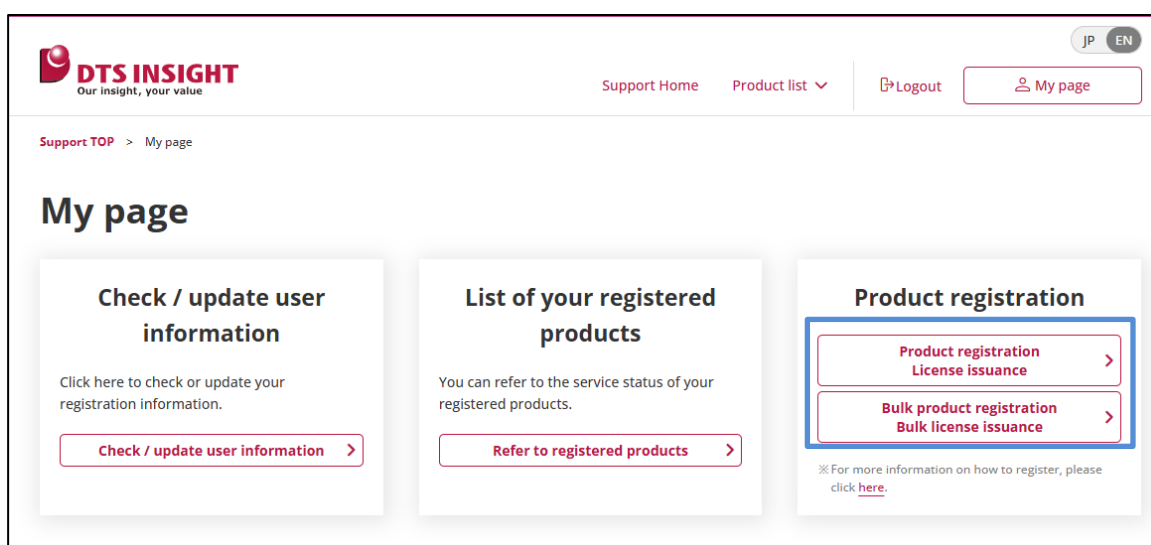 JP EN
DTS INSIGHT
Our insight, your value
Support Home Product list Logout My page
Support TOP > My page
My page
Check / update user
information
Click here to check or update your
registration information.
Check / update user information
List of your registered
products
You can refer to the service status of your
registered products.
Refer to registered products
Product registration
Product registration
License issuance
Bulk product registration
Bulk license issuance
※For more information on how to register, please
click here.